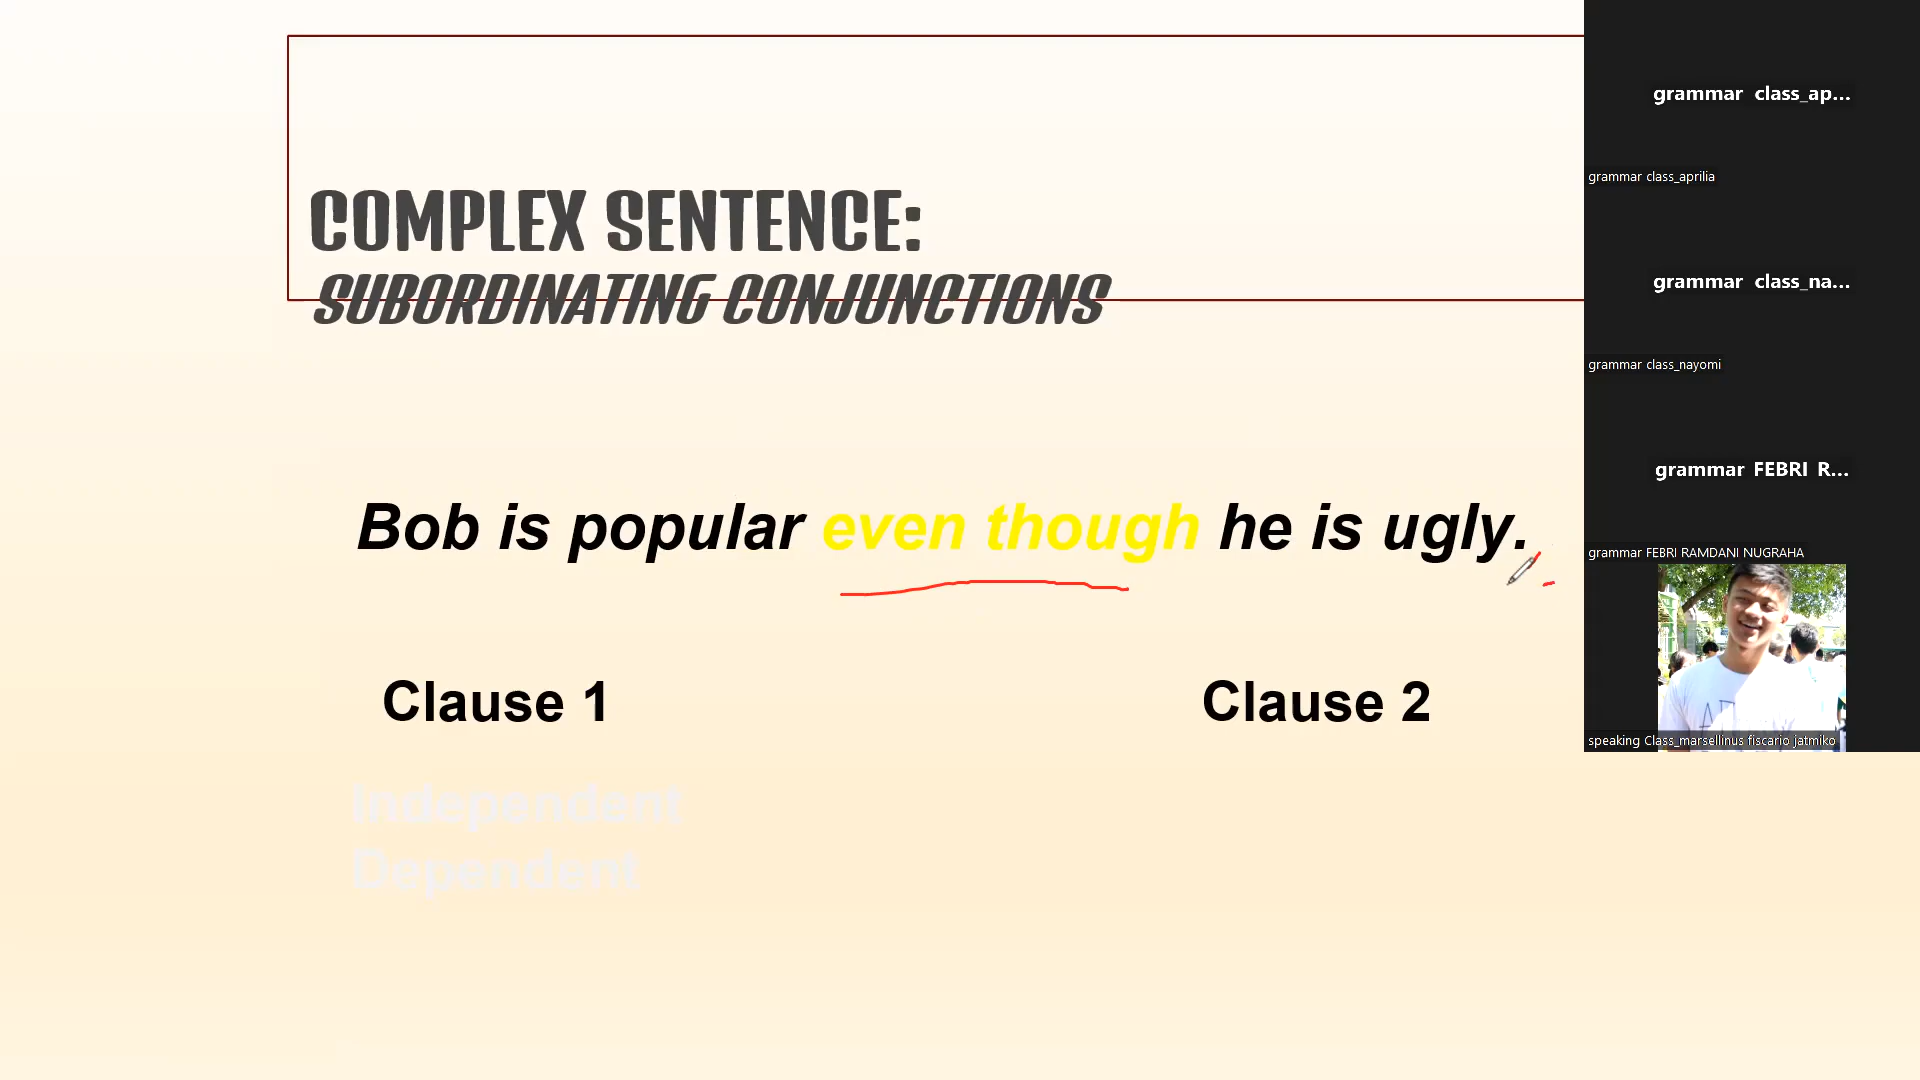 COMPLEX SENTENCE:
SUBORDINATING CONJUNCTIONS
Bob is popular even though he is ugly.
Clause 1
Clause 2
Independent
Dependent
grammar class_ap...
grammar class_aprilia
grammar class_na...
grammar class_nayomi
grammar FEBRI R...
grammar FEBRI RAMDANI NUGRAHA
speaking Class_marsellinus fiscario jatmiko